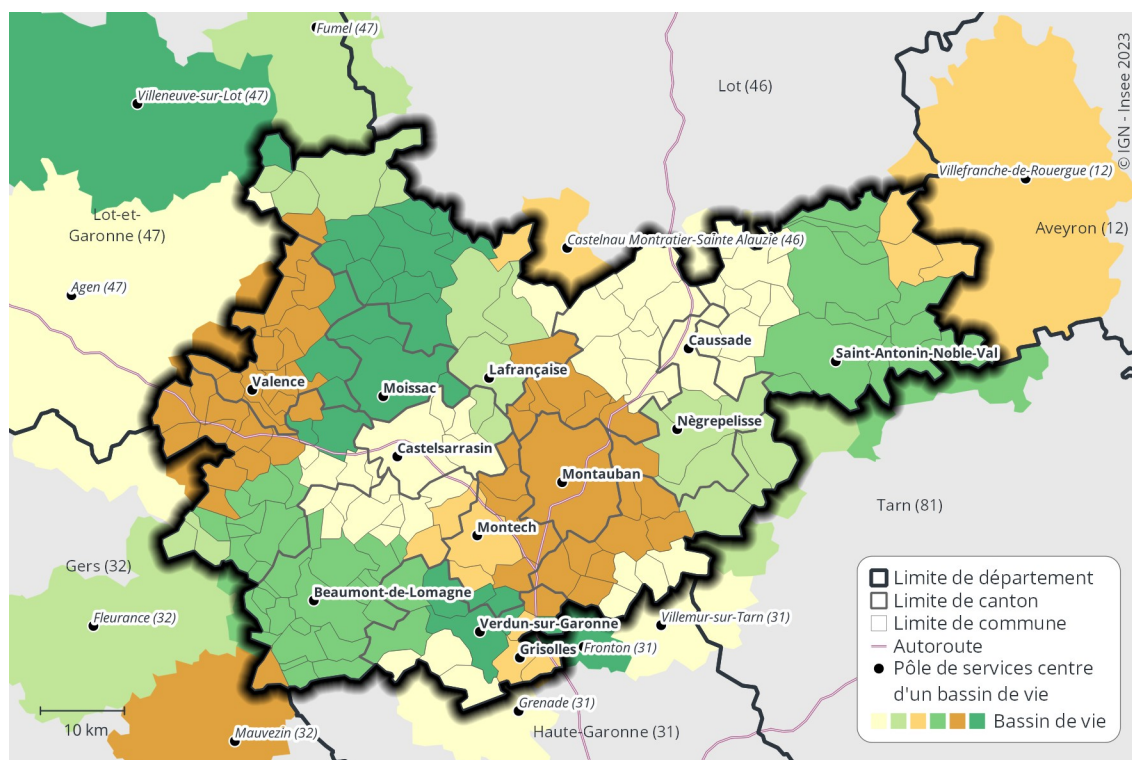 Fumel (47)
© IGN - Insee 2023
Lot (46)
Villeneuve-sur-Lot (47)
Villefranche-de-Rouergue (12)
Lot-et-
Garonne (47)
Aveyron (12)
Castelnau Montratier-Sainte Alauzie (46)
Agen (47)
Caussade
Saint-Antonin-Noble-Val
Lafrançaise
Valence
Moissac
Nègrepelisse
Castelsarrasin
Montauban
Tarn (81)
Montech
Gers (32)
Beaumont-de-Lomagne
Fleurance (32)
Verdun-sur-Garonne
Villemur-sur-Tarn (31)
Grisolles
Fronton (31)
Grenade (31)
Haute-Garonne (31)
Mauvezin (32)
10 km
Limite de département
Limite de canton
Limite de commune
Autoroute
Pôle de services centre
d'un bassin de vie
Bassin de vie